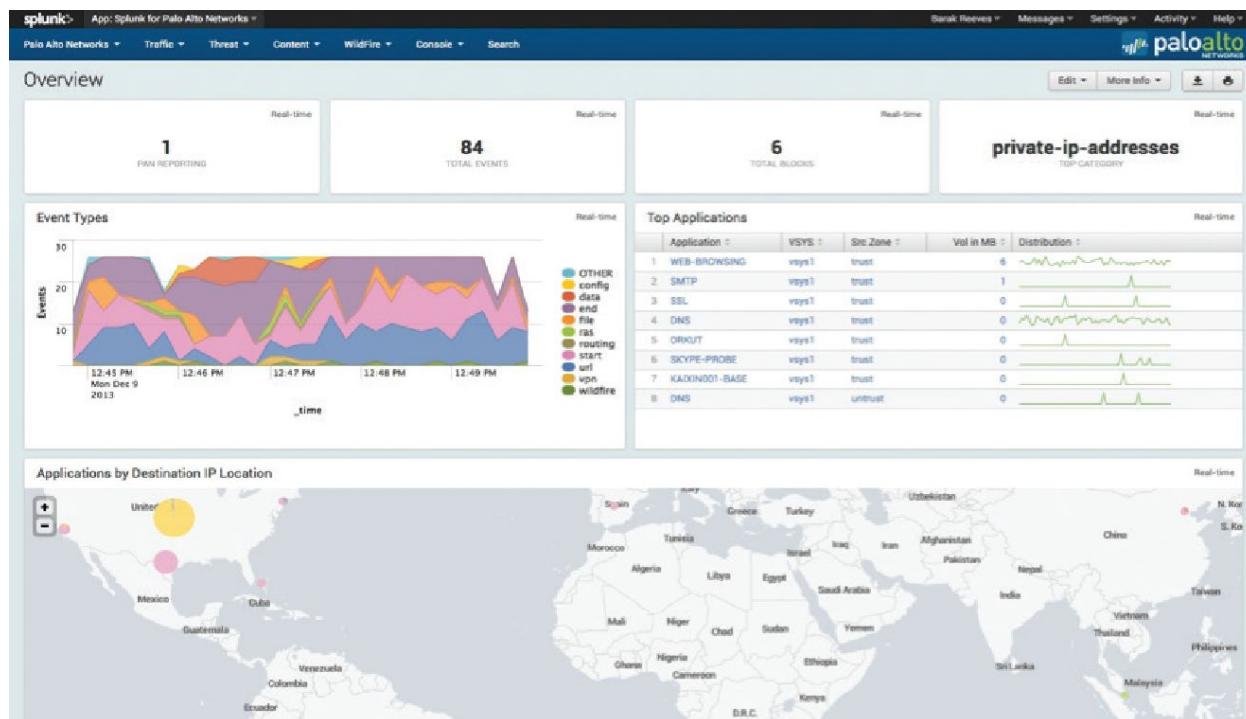 splunk> App: Splunk for Palo Alto Networks Barak Reeves Messages Settings Activity Help
Palo Alto Networks Traffic Threat Content WildFire Console Search paloalto
NETWORKS
Overview Edit More Info
Real-time Real-time Real-time Real-time
1 84 6 private-ip-addresses
PAN REPORTING TOTAL EVENTS TOTAL BLOCKS TOP CATEGORY
Event Types Real-time
30
20
10
Events
12:45 PM 12:46 PM 12:47 PM 12:48 PM 12:49 PM
Mon Dec 9
2013
_time
OTHER
config
data
end
file
ras
routing
start
url
vpn
wildfire
Top Applications Real-time
Application VSYS Src Zone Vol in MB Distribution
1 WEB-BROWSING vsys1 trust 6
2 SMTP vsys1 trust 1
3 SSL vsys1 trust 0
4 DNS vsys1 trust 0
5 ORKUT vsys1 trust 0
6 SKYPE-PROBE vsys1 trust 0
7 KAIXIN001-BASE vsys1 trust 0
8 DNS vsys1 untrust 0
Applications by Destination IP Location Real-time
+
-
United
Spain
Italy
Greece
Turkey
Uzbekistan
N. Kor
S. Ko
China
Morocco
Tunisia
Israel
Iraq
Iran
Afghanistan
Pakistan
Nepal
Algeria
Libya
Egypt
Saudi Arabia
India
Taiwan
Mexico
Cuba
Guatemala
Mali
Niger
Chad
Sudan
Yemen
Vietnam
Thailand
Philippines
Venezuela
Colombia
Ecuador
Ghana
Nigeria
Cameroon
Ethiopia
Kenya
D.R.C.
Sri Lanka
Malaysia